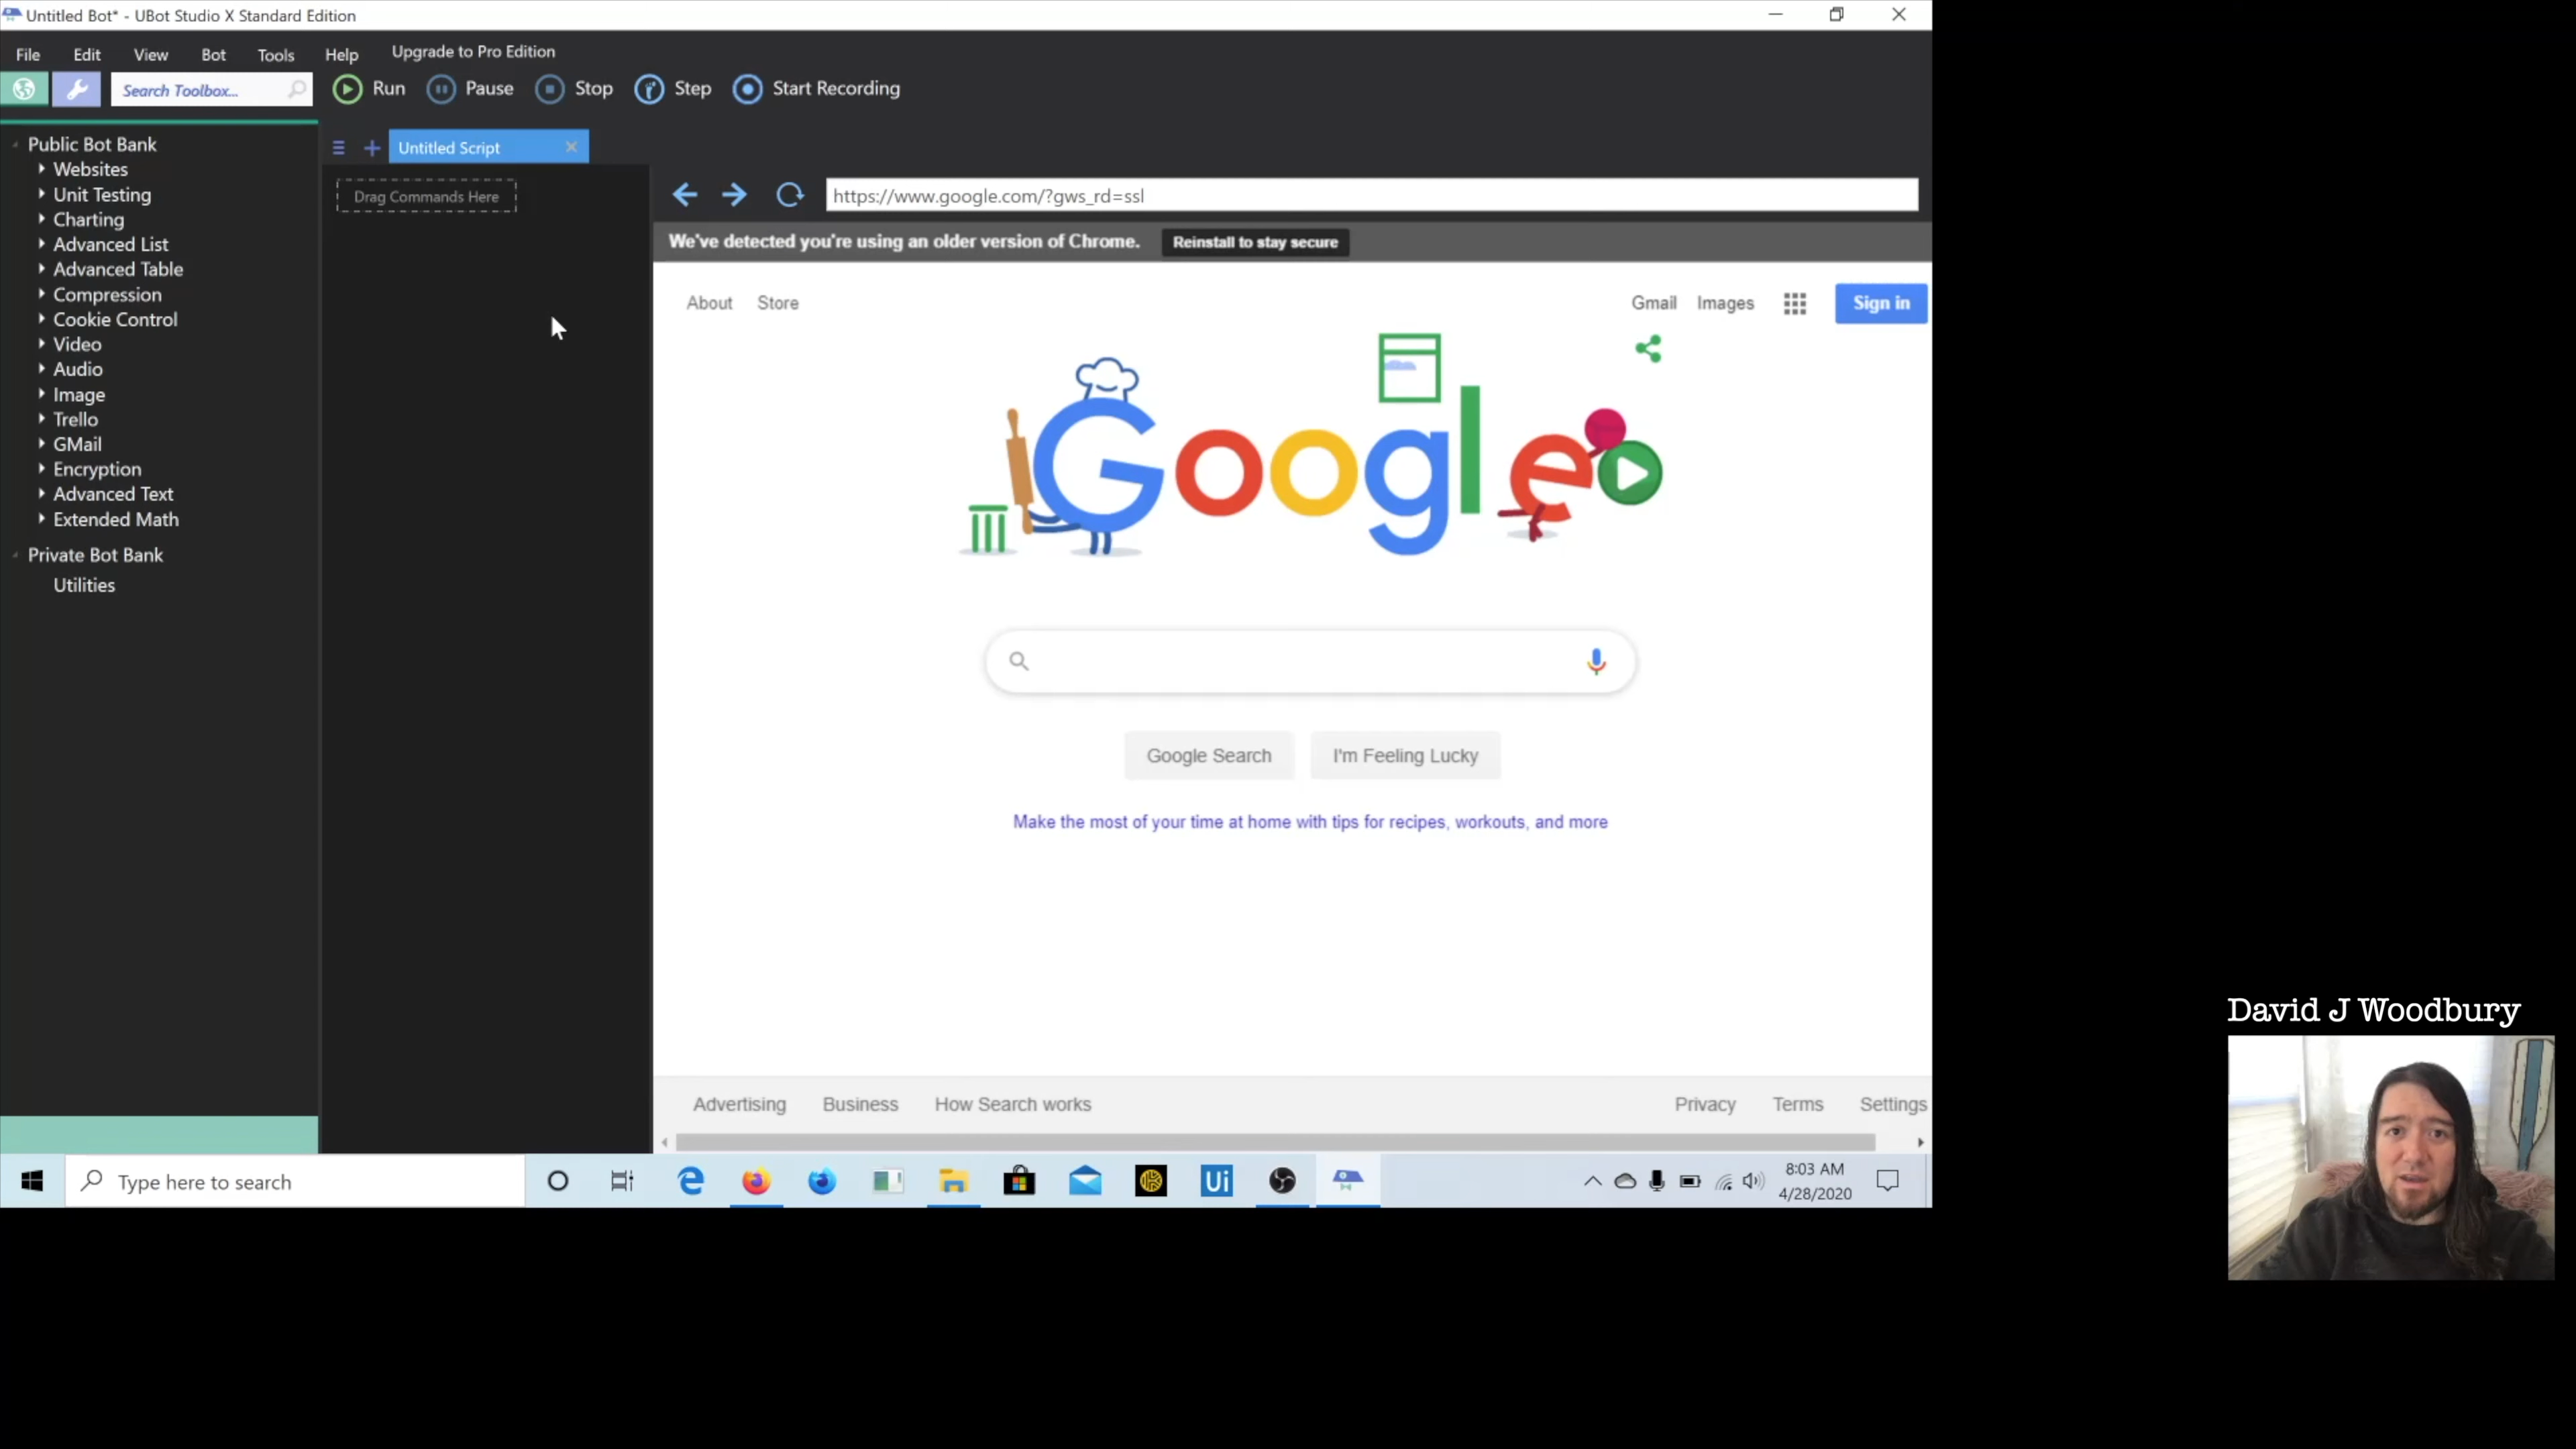 Untitled Bot* - UBot Studio X Standard Edition
File Edit View Bot Tools Help Upgrade to Pro Edition
Search Toolbox... Run Pause Stop Step Start Recording
Public Bot Bank
Websites
Unit Testing
Charting
Advanced List
Advanced Table
Compression
Cookie Control
Video
Audio
Image
Trello
GMail
Encryption
Advanced Text
Extended Math
Private Bot Bank
Utilities
Untitled Script
Drag Commands Here
https://www.google.com/?gws_rd=ssl
We've detected you're using an older version of Chrome. Reinstall to stay secure
About Store Gmail Images Sign in
Google
Google Search I'm Feeling Lucky
Make the most of your time at home with tips for recipes, workouts, and more
Advertising Business How Search works Privacy Terms Settings
Type here to search
Ui
8:03 AM
4/28/2020
David J Woodbury